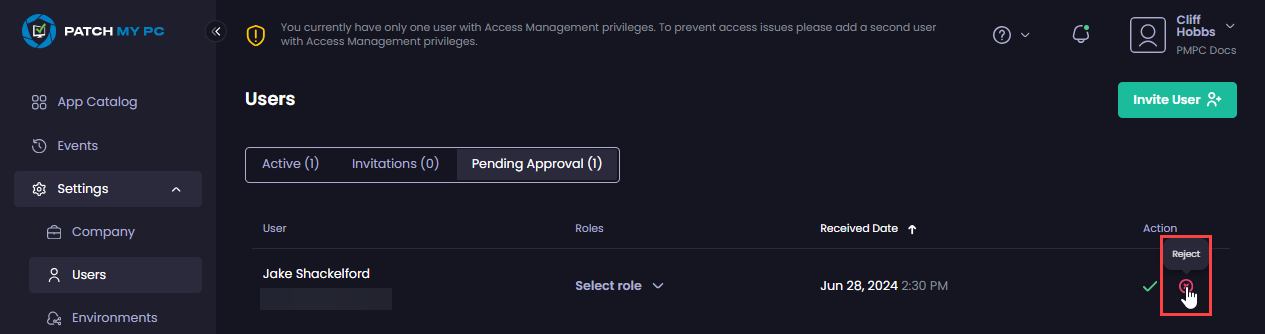 PATCH MY PC
You currently have only one user with Access Management privileges. To prevent access issues please add a second user
with Access Management privileges.
Cliff
Hobbs
PMPC Docs
App Catalog
Events
Settings
Company
Users
Environments
Users
Invite User
Active (1)
Invitations (0)
Pending Approval (1)
User
Roles
Received Date
Action
Reject
Jake Shackelford
Select role
Jun 28, 2024 2:30 PM